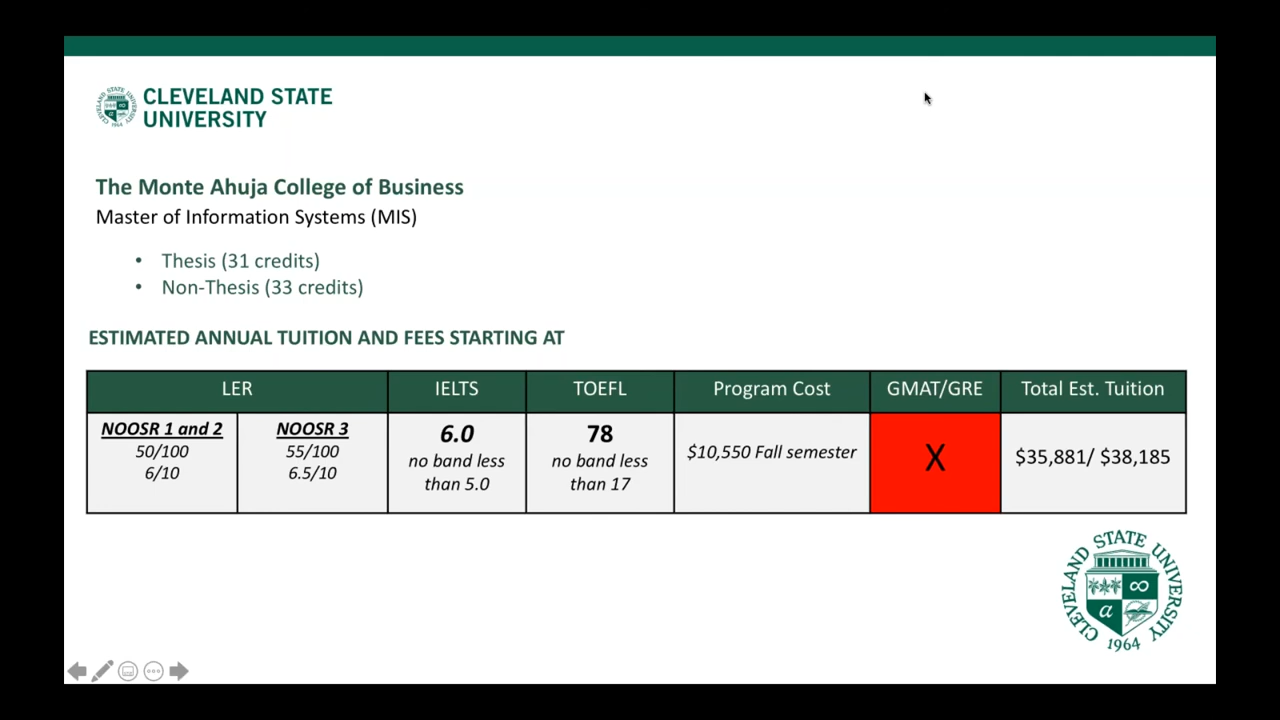 CLEVELAND STATE
UNIVERSITY
The Monte Ahuja College of Business
Master of Information Systems (MIS)
• Thesis (31 credits)
• Non-Thesis (33 credits)
ESTIMATED ANNUAL TUITION AND FEES STARTING AT
LER IELTS TOEFL Program Cost GMAT/GRE Total Est. Tuition
NOOSR 1 and 2
50/100
6/10
NOOSR 3
55/100
6.5/10
6.0
no band less
than 5.0
78
no band less
than 17
$10,550 Fall semester
X
$35,881/ $38,185
CLEVELAND STATE UNIVERSITY
a
1964